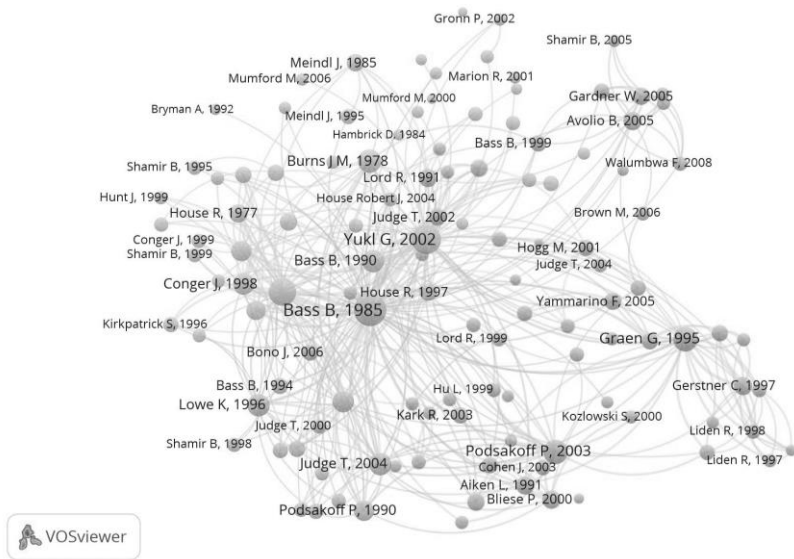 Gronn P, 2002
Shamir B, 2005
Meindl J, 1985
Mumford M, 2006
Marion R, 2001
Gardner W, 2005
Mumford M, 2000
Bryman A, 1992
Meindl J, 1995
Avolio B, 2005
Hambrick D, 1984
Bass B, 1999
Burns J M, 1978
Walumbwa F, 2008
Shamir B, 1995
Lord R, 1991
Hunt J, 1999
House Robert J, 2004
House R, 1977
Judge T, 2002
Brown M, 2006
Conger J, 1999
Yukl G, 2002
Shamir B, 1999
Hogg M, 2001
Bass B, 1990
Judge T, 2004
Conger J, 1998
House R, 1997
Yammarino F, 2005
Bass B, 1985
Kirkpatrick S, 1996
Lord R, 1999
Graen G, 1995
Bono J, 2006
Bass B, 1994
Hu L, 1999
Gerstner C, 1997
Lowe K, 1996
Kark R, 2003
Kozlowski S, 2000
Judge T, 2000
Liden R, 1998
Shamir B, 1998
Podsakoff P, 2003
Judge T, 2004
Cohen J, 2003
Liden R, 1997
Aiken L, 1991
Bliese P, 2000
Podsakoff P, 1990
VOSviewer